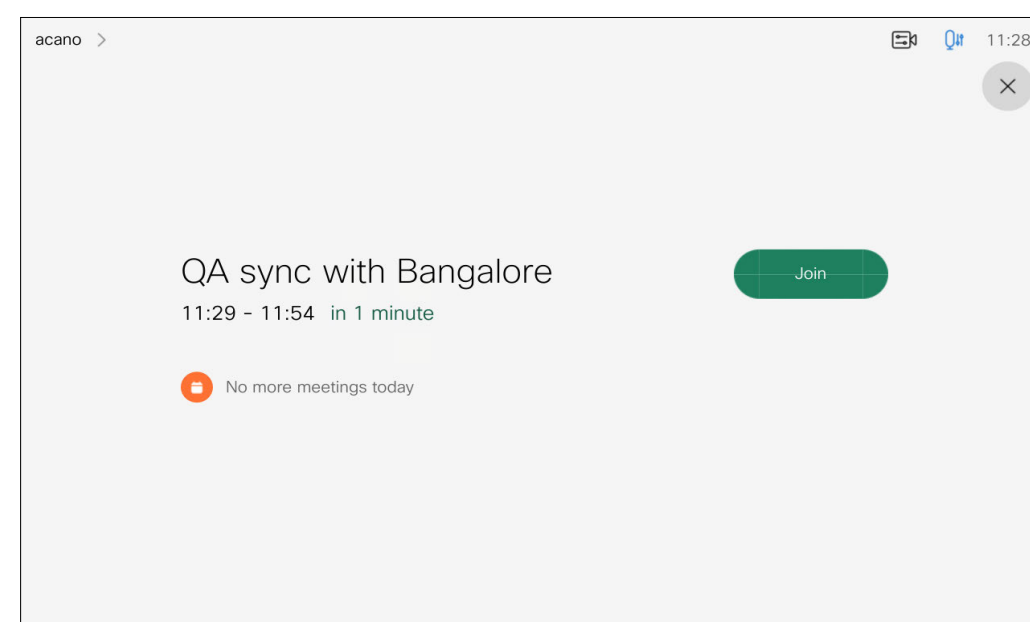 acano
11:28
QA sync with Bangalore
Join
11:29 - 11:54 in 1 minute
No more meetings today